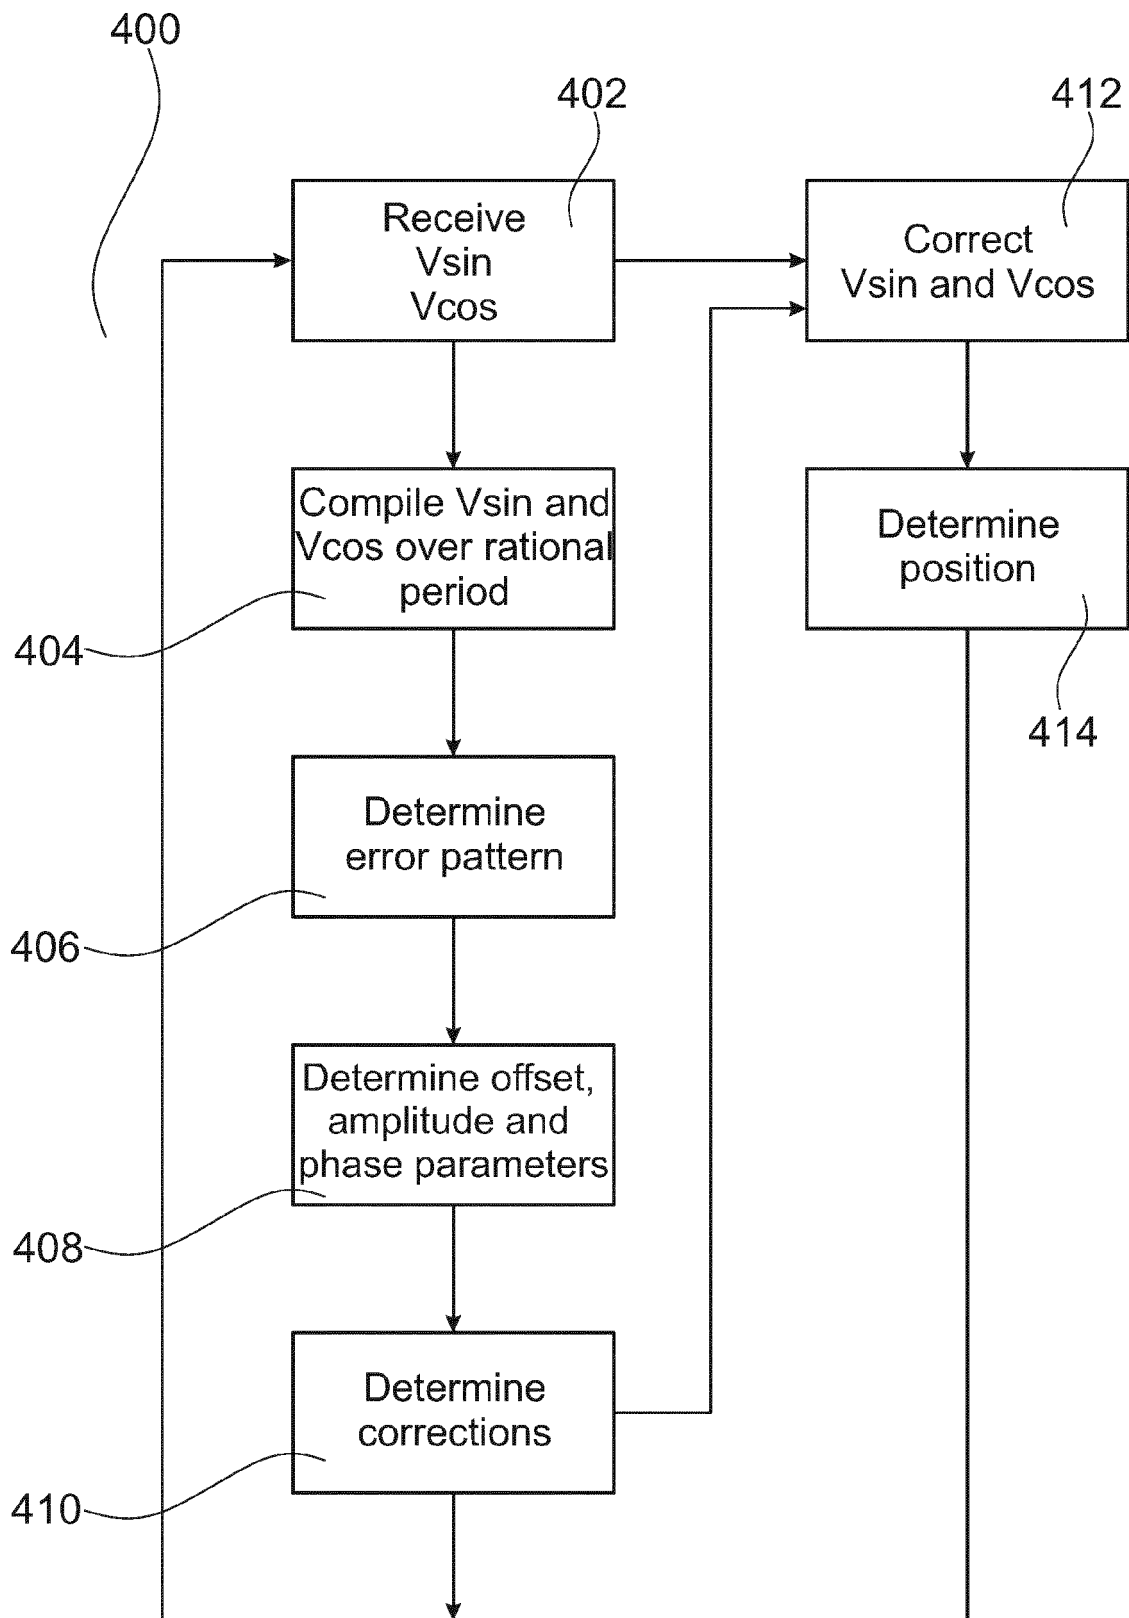 400
402
412
Receive
Vsin
Vcos
Correct
Vsin and Vcos
Compile Vsin and
Vcos over rational
period
Determine
position
404
414
Determine
error pattern
406
Determine offset,
amplitude and
phase parameters
408
Determine
corrections
410